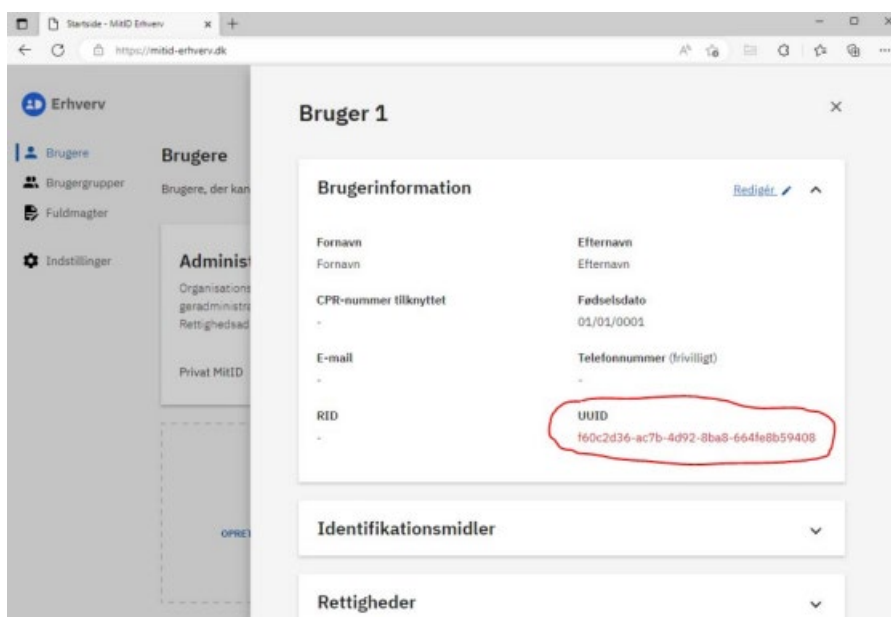 Startside - MitID Erhverv
https://mitid-erhverv.dk
Erhverv
Brugere
Brugergrupper
Fuldmagter
Indstillinger
Brugere
Brugere, der kan
Adminis
Organisations
geradministra
Rettighedsad
Privat MitID
OPRET
Bruger 1
Brugerinformation
Redigér
Fornavn
Fornavn
Efternavn
Efternavn
CPR-nummer tilknyttet
-
Fødselsdato
01/01/0001
E-mail
-
Telefonnummer (frivilligt)
-
RID
-
UUID
f60c2d36-ac7b-4d92-8ba8-664fe8b59408
Identifikationsmidler
Rettigheder